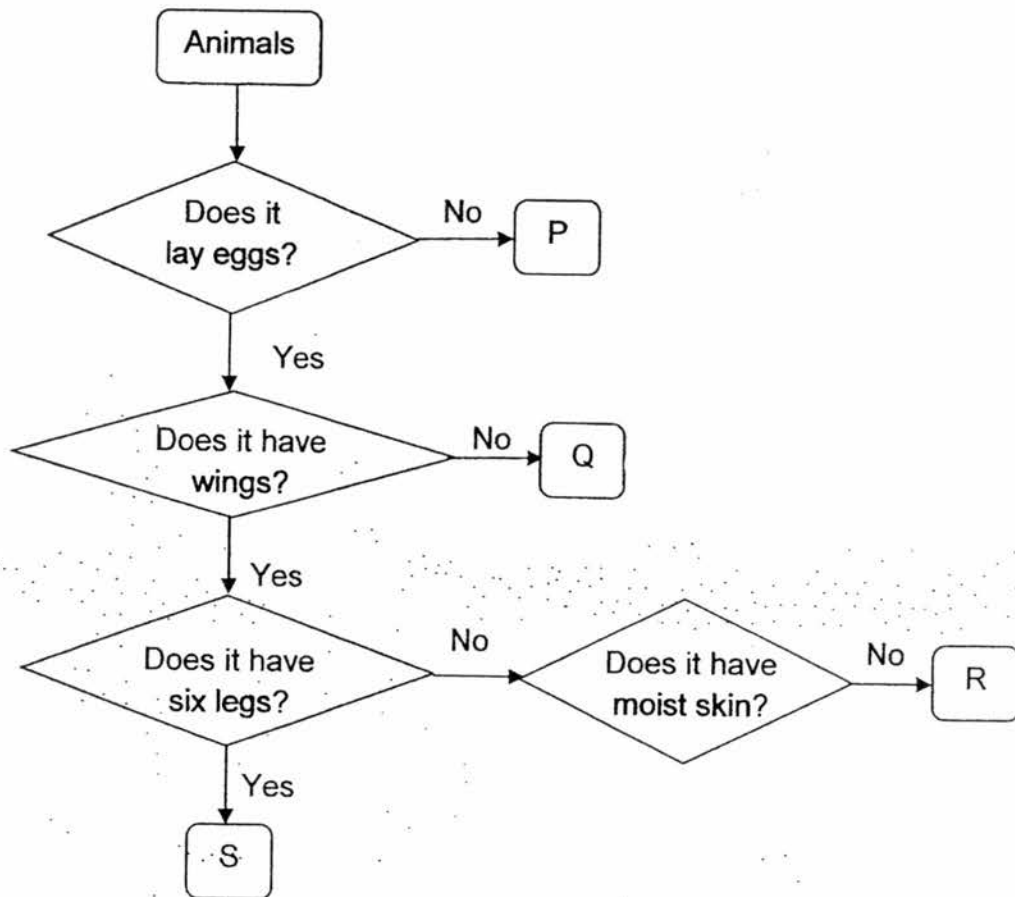 Animals
Does it
lay eggs?
No
P
Yes
Does it have
wings?
No
Q
Yes
Does it have
six legs?
No
Does it have
moist skin?
No
R
Yes
S